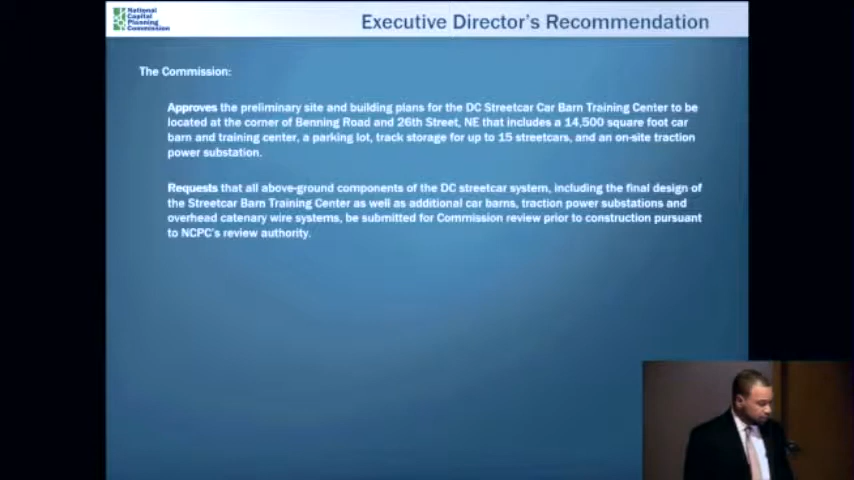 National
Capital
Planning
Commission
Executive Director's Recommendation
The Commission:
Approves the preliminary site and building plans for the DC Streetcar Car Barn Training Center to be
located at the corner of Benning Road and 26th Street, NE that includes a 14,500 square foot car
barn and training center, a parking lot, track storage for up to 15 streetcars, and an on-site traction
power substation.
Requests that all above-ground components of the DC streetcar system, including the final design of
the Streetcar Barn Training Center as well as additional car barns, traction power substations and
overhead catenary wire systems, be submitted for Commission review prior to construction pursuant
to NCPC's review authority.